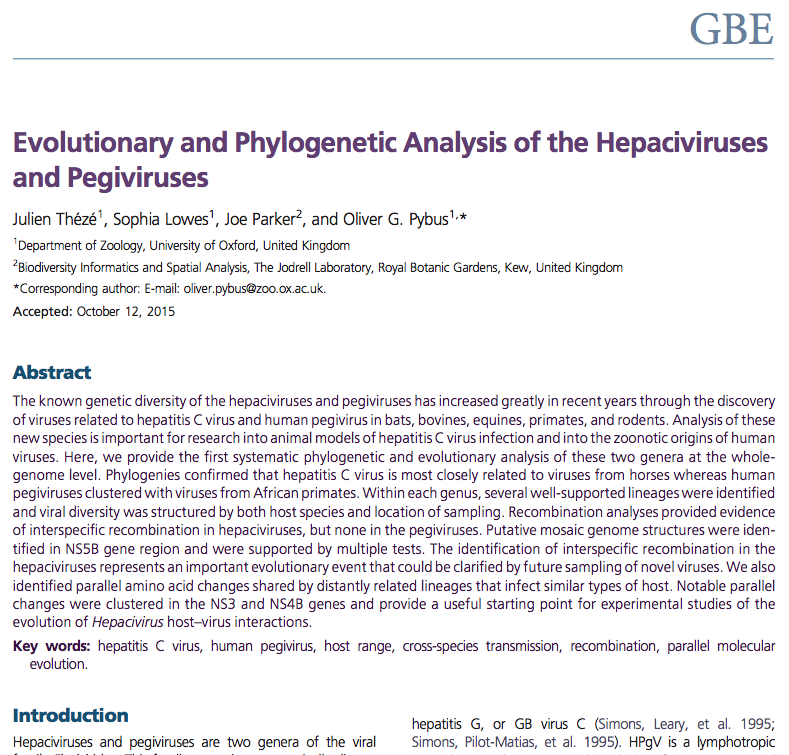 GBE
Evolutionary and Phylogenetic Analysis of the Hepaciviruses
and Pegiviruses
Julien Thézé1, Sophia Lowes1, Joe Parker2, and Oliver G. Pybus1,*
1Department of Zoology, University of Oxford, United Kingdom
2Biodiversity Informatics and Spatial Analysis, The Jodrell Laboratory, Royal Botanic Gardens, Kew, United Kingdom
*Corresponding author: E-mail: oliver.pybus@zoo.ox.ac.uk.
Accepted: October 12, 2015
Abstract
The known genetic diversity of the hepaciviruses and pegiviruses has increased greatly in recent years through the discovery
of viruses related to hepatitis C virus and human pegivirus in bats, bovines, equines, primates, and rodents. Analysis of these
new species is important for research into animal models of hepatitis C virus infection and into the zoonotic origins of human
viruses. Here, we provide the first systematic phylogenetic and evolutionary analysis of these two genera at the whole-
genome level. Phylogenies confirmed that hepatitis C virus is most closely related to viruses from horses whereas human
pegiviruses clustered with viruses from African primates. Within each genus, several well-supported lineages were identified
and viral diversity was structured by both host species and location of sampling. Recombination analyses provided evidence
of interspecific recombination in hepaciviruses, but none in the pegiviruses. Putative mosaic genome structures were iden-
tified in NS5B gene region and were supported by multiple tests. The identification of interspecific recombination in the
hepaciviruses represents an important evolutionary event that could be clarified by future sampling of novel viruses. We also
identified parallel amino acid changes shared by distantly related lineages that infect similar types of host. Notable parallel
changes were clustered in the NS3 and NS4B genes and provide a useful starting point for experimental studies of the
evolution of Hepacivirus host–virus interactions.
Key words: hepatitis C virus, human pegivirus, host range, cross-species transmission, recombination, parallel molecular
evolution.
Introduction
Hepaciviruses and pegiviruses are two genera of the viral
hepatitis G, or GB virus C (Simons, Leary, et al. 1995;
Simons, Pilot-Matias, et al. 1995). HPgV is a lymphotropic